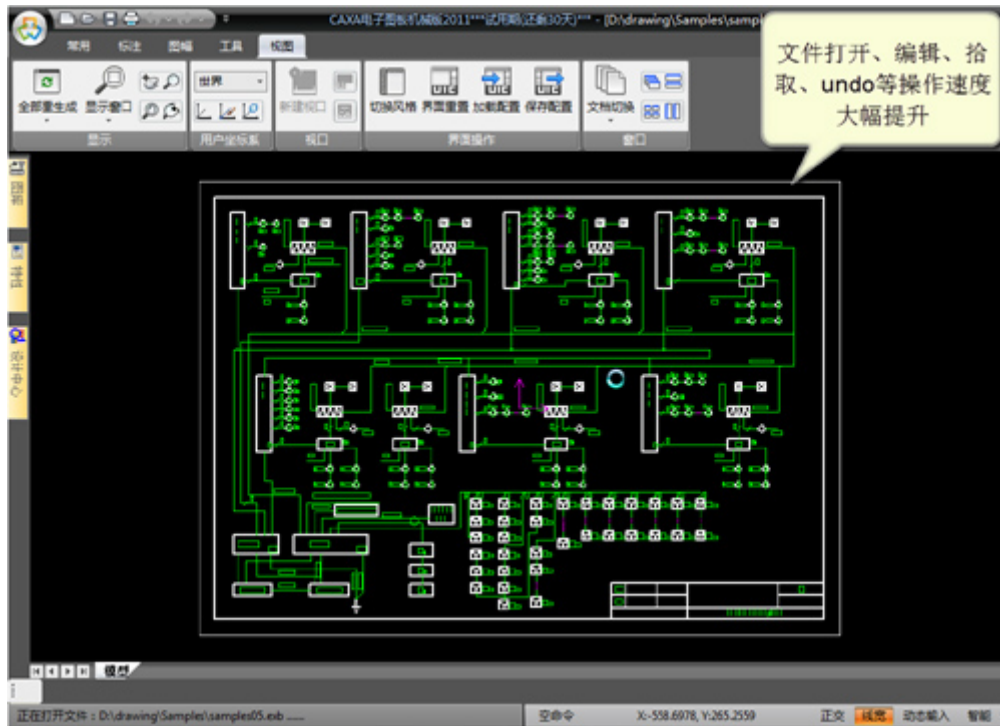 CAXA电子图板机械版2011***试用期(还剩30天)*** - [D:\drawing\Samples\samp
文件打开、编辑、拾
取、undo等操作速度
大幅提升
常用 标注 图幅 工具 视图
世界
全部重生成 显示窗口 新建视口 切换风格 界面重置 加载配置 保存配置 文档切换
显示 用户坐标系 视口 界面操作 窗口
图库
特性
设计中心
模型
正在打开文件：D:\drawing\Samples\samples05.exb ...... 空命令 X:-558.6978, Y:265.2559 正交 线宽 动态输入 智能